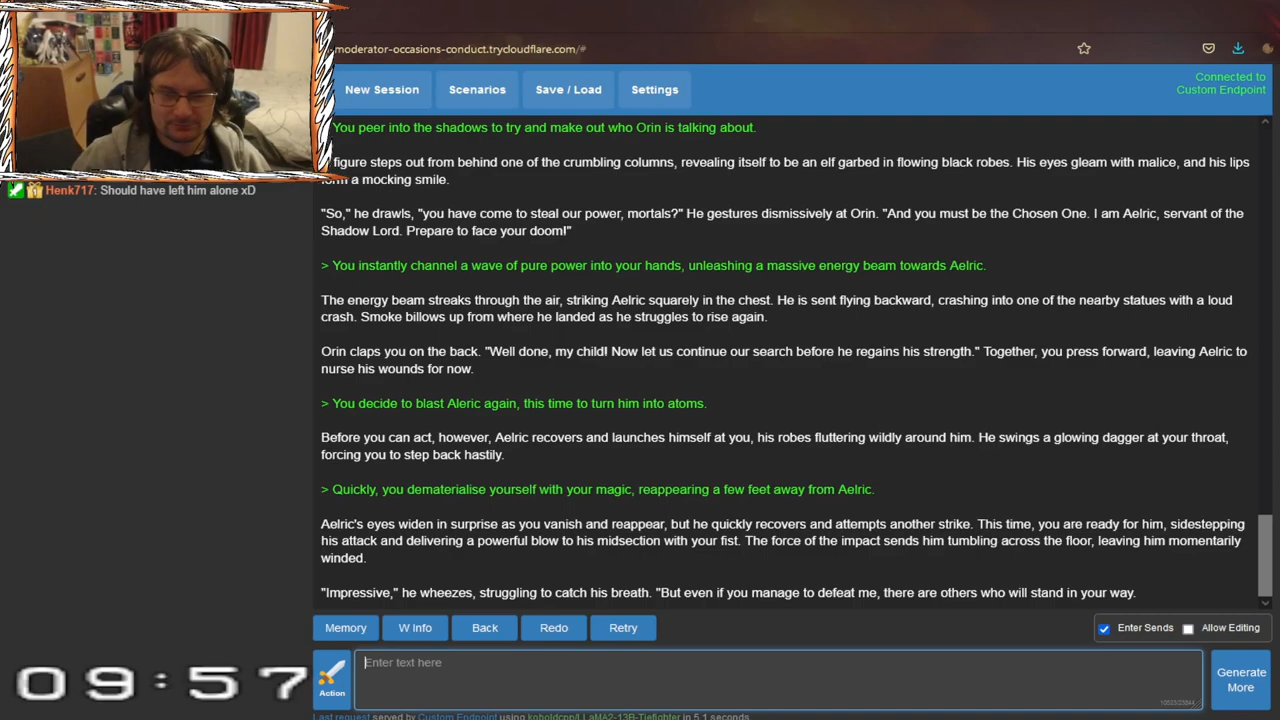 moderator-occasions-conduct.trycloudflare.com/#
New Session
Scenarios
Save / Load
Settings
Connected to
Custom Endpoint
You peer into the shadows to try and make out who Orin is talking about.
figure steps out from behind one of the crumbling columns, revealing itself to be an elf garbed in flowing black robes. His eyes gleam with malice, and his lips
form a mocking smile.
Henk717: Should have left him alone xD
"So," he drawls, "you have come to steal our power, mortals?" He gestures dismissively at Orin. "And you must be the Chosen One. I am Aelric, servant of the
Shadow Lord. Prepare to face your doom!"
> You instantly channel a wave of pure power into your hands, unleashing a massive energy beam towards Aelric.
The energy beam streaks through the air, striking Aelric squarely in the chest. He is sent flying backward, crashing into one of the nearby statues with a loud
crash. Smoke billows up from where he landed as he struggles to rise again.
Orin claps you on the back. "Well done, my child! Now let us continue our search before he regains his strength." Together, you press forward, leaving Aelric to
nurse his wounds for now.
> You decide to blast Aleric again, this time to turn him into atoms.
Before you can act, however, Aelric recovers and launches himself at you, his robes fluttering wildly around him. He swings a glowing dagger at your throat,
forcing you to step back hastily.
> Quickly, you dematerialise yourself with your magic, reappearing a few feet away from Aelric.
Aelric's eyes widen in surprise as you vanish and reappear, but he quickly recovers and attempts another strike. This time, you are ready for him, sidestepping
his attack and delivering a powerful blow to his midsection with your fist. The force of the impact sends him tumbling across the floor, leaving him momentarily
winded.
"Impressive," he wheezes, struggling to catch his breath. "But even if you manage to defeat me, there are others who will stand in your way.
Memory
W Info
Back
Redo
Retry
Enter Sends
Allow Editing
Enter text here
Action
Generate
More
09:57
Last request served by Custom Endpoint using koboldcpp/LLaMA2-13B-Tiefighter in 5.1 seconds